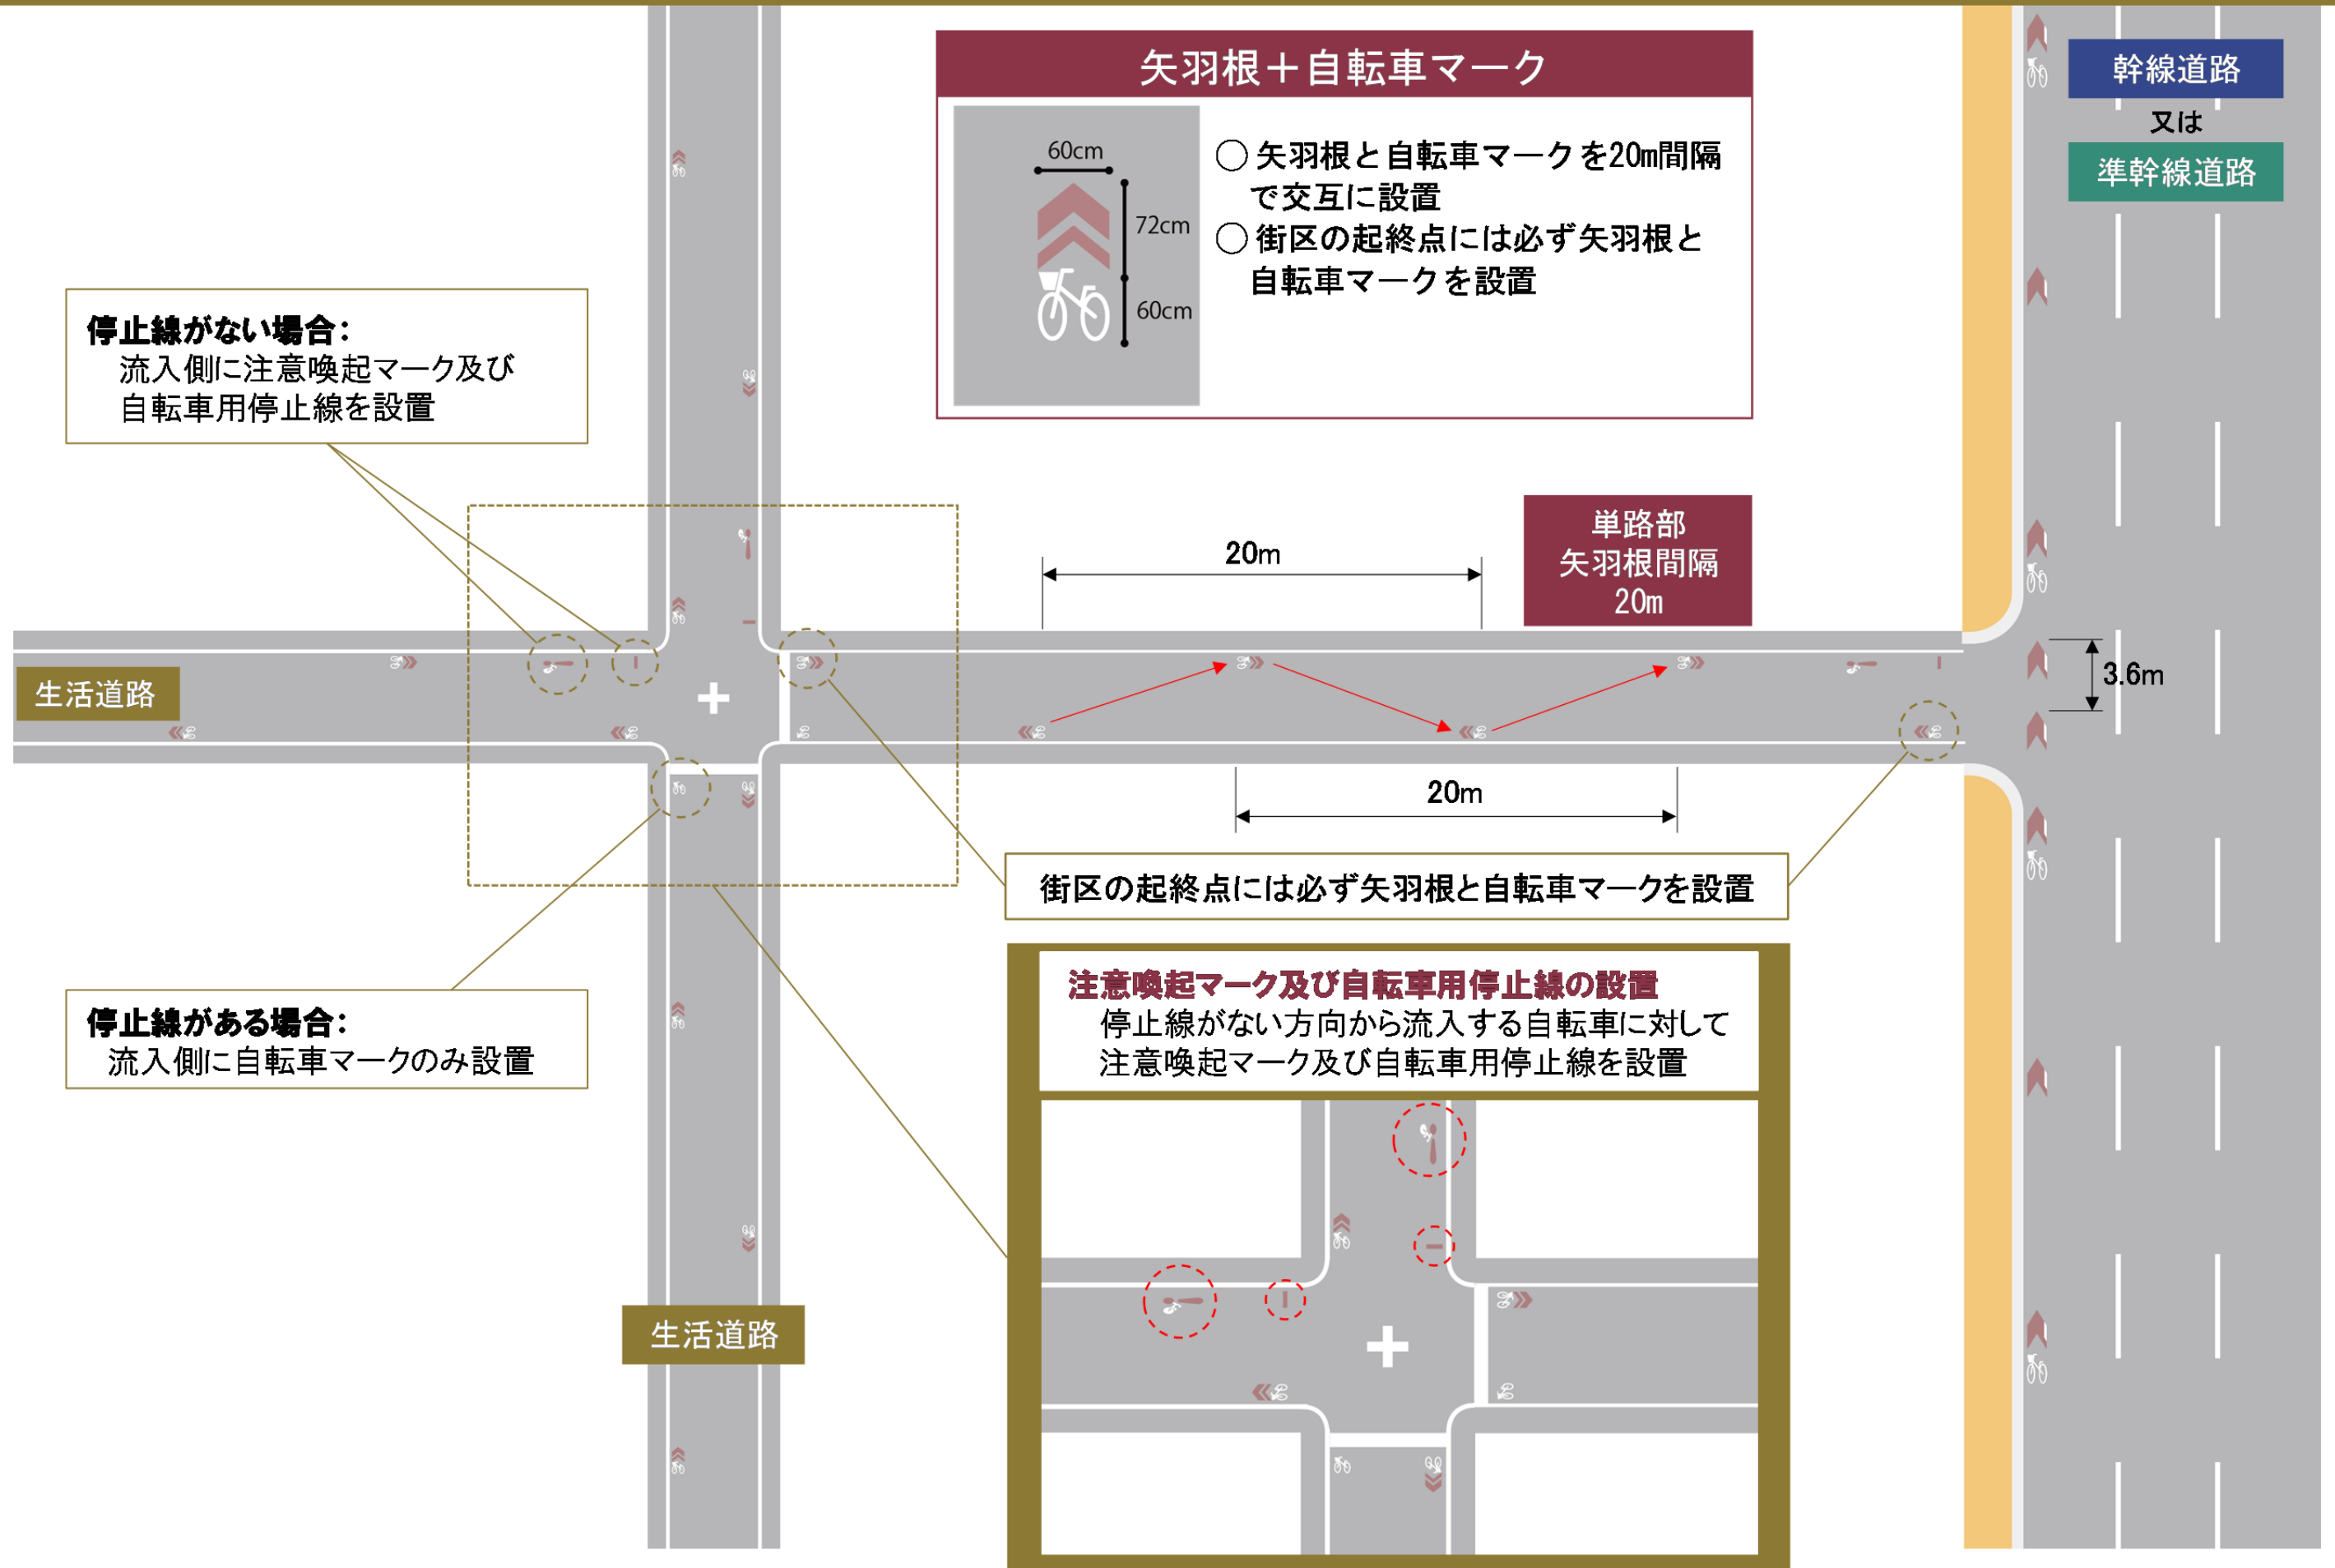 矢羽根＋自転車マーク
60cm
72cm
60cm
○矢羽根と自転車マークを20m間隔
で交互に設置
○街区の起終点には必ず矢羽根と
自転車マークを設置
幹線道路
又は
準幹線道路
停止線がない場合：
流入側に注意喚起マーク及び
自転車用停止線を設置
単路部
矢羽根間隔
20m
20m
生活道路
3.6m
20m
街区の起終点には必ず矢羽根と自転車マークを設置
停止線がある場合：
流入側に自転車マークのみ設置
注意喚起マーク及び自転車用停止線の設置
停止線がない方向から流入する自転車に対して
注意喚起マーク及び自転車用停止線を設置
生活道路